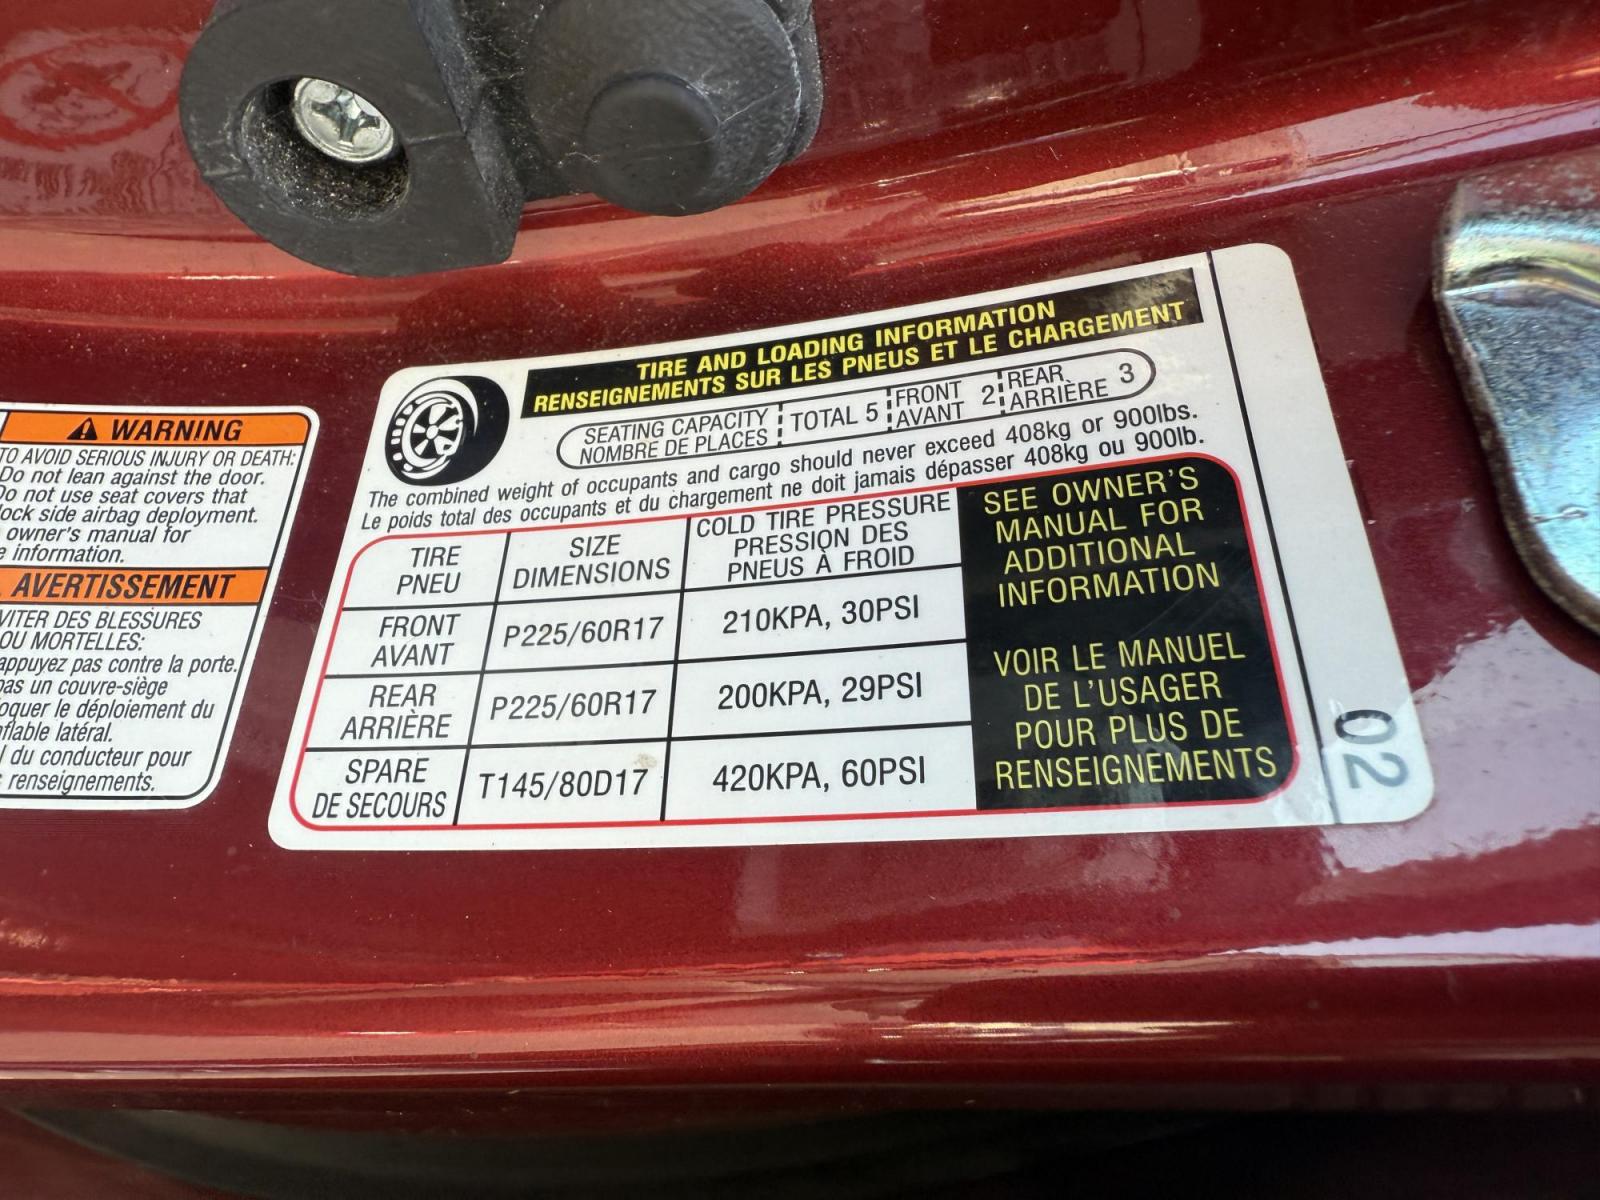 WARNING
TO AVOID SERIOUS INJURY OR DEATH:
Do not lean against the door.
Do not use seat covers that
lock side airbag deployment.
owner's manual for
e information.
AVERTISSEMENT
VITER DES BLESSURES
OU MORTELLES:
appuyez pas contre la porte.
pas un couvre-siège
oquer le déploiement du
nflable latéral.
l du conducteur pour
s renseignements.
TIRE AND LOADING INFORMATION
RENSEIGNEMENTS SUR LES PNEUS ET LE CHARGEMENT
SEATING CAPACITY
NOMBRE DE PLACES
TOTAL 5
FRONT
AVANT 2
REAR
ARRIÈRE 3
The combined weight of occupants and cargo should never exceed 408kg or 900lbs.
Le poids total des occupants et du chargement ne doit jamais dépasser 408kg ou 900lb.
TIRE
PNEU
SIZE
DIMENSIONS
COLD TIRE PRESSURE
PRESSION DES
PNEUS À FROID
FRONT
AVANT
P225/60R17
210KPA, 30PSI
REAR
ARRIÈRE
P225/60R17
200KPA, 29PSI
SPARE
DE SECOURS
T145/80D17
420KPA, 60PSI
SEE OWNER'S
MANUAL FOR
ADDITIONAL
INFORMATION
VOIR LE MANUEL
DE L'USAGER
POUR PLUS DE
RENSEIGNEMENTS
02